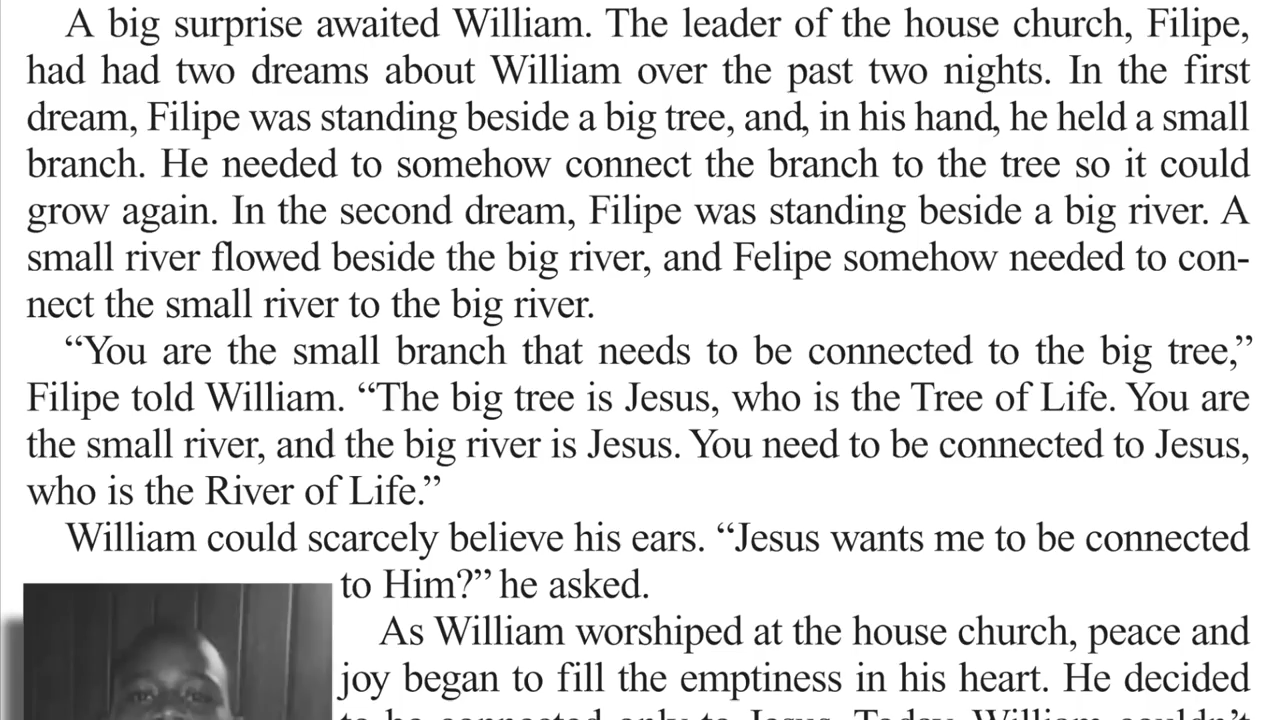 A big surprise awaited William. The leader of the house church, Filipe,
had had two dreams about William over the past two nights. In the first
dream, Filipe was standing beside a big tree, and, in his hand, he held a small
branch. He needed to somehow connect the branch to the tree so it could
grow again. In the second dream, Filipe was standing beside a big river. A
small river flowed beside the big river, and Felipe somehow needed to con-
nect the small river to the big river.
“You are the small branch that needs to be connected to the big tree,”
Filipe told William. “The big tree is Jesus, who is the Tree of Life. You are
the small river, and the big river is Jesus. You need to be connected to Jesus,
who is the River of Life.”
William could scarcely believe his ears. “Jesus wants me to be connected
to Him?” he asked.
As William worshiped at the house church, peace and
joy began to fill the emptiness in his heart. He decided
to be connected only to Jesus. Today, William couldn’t